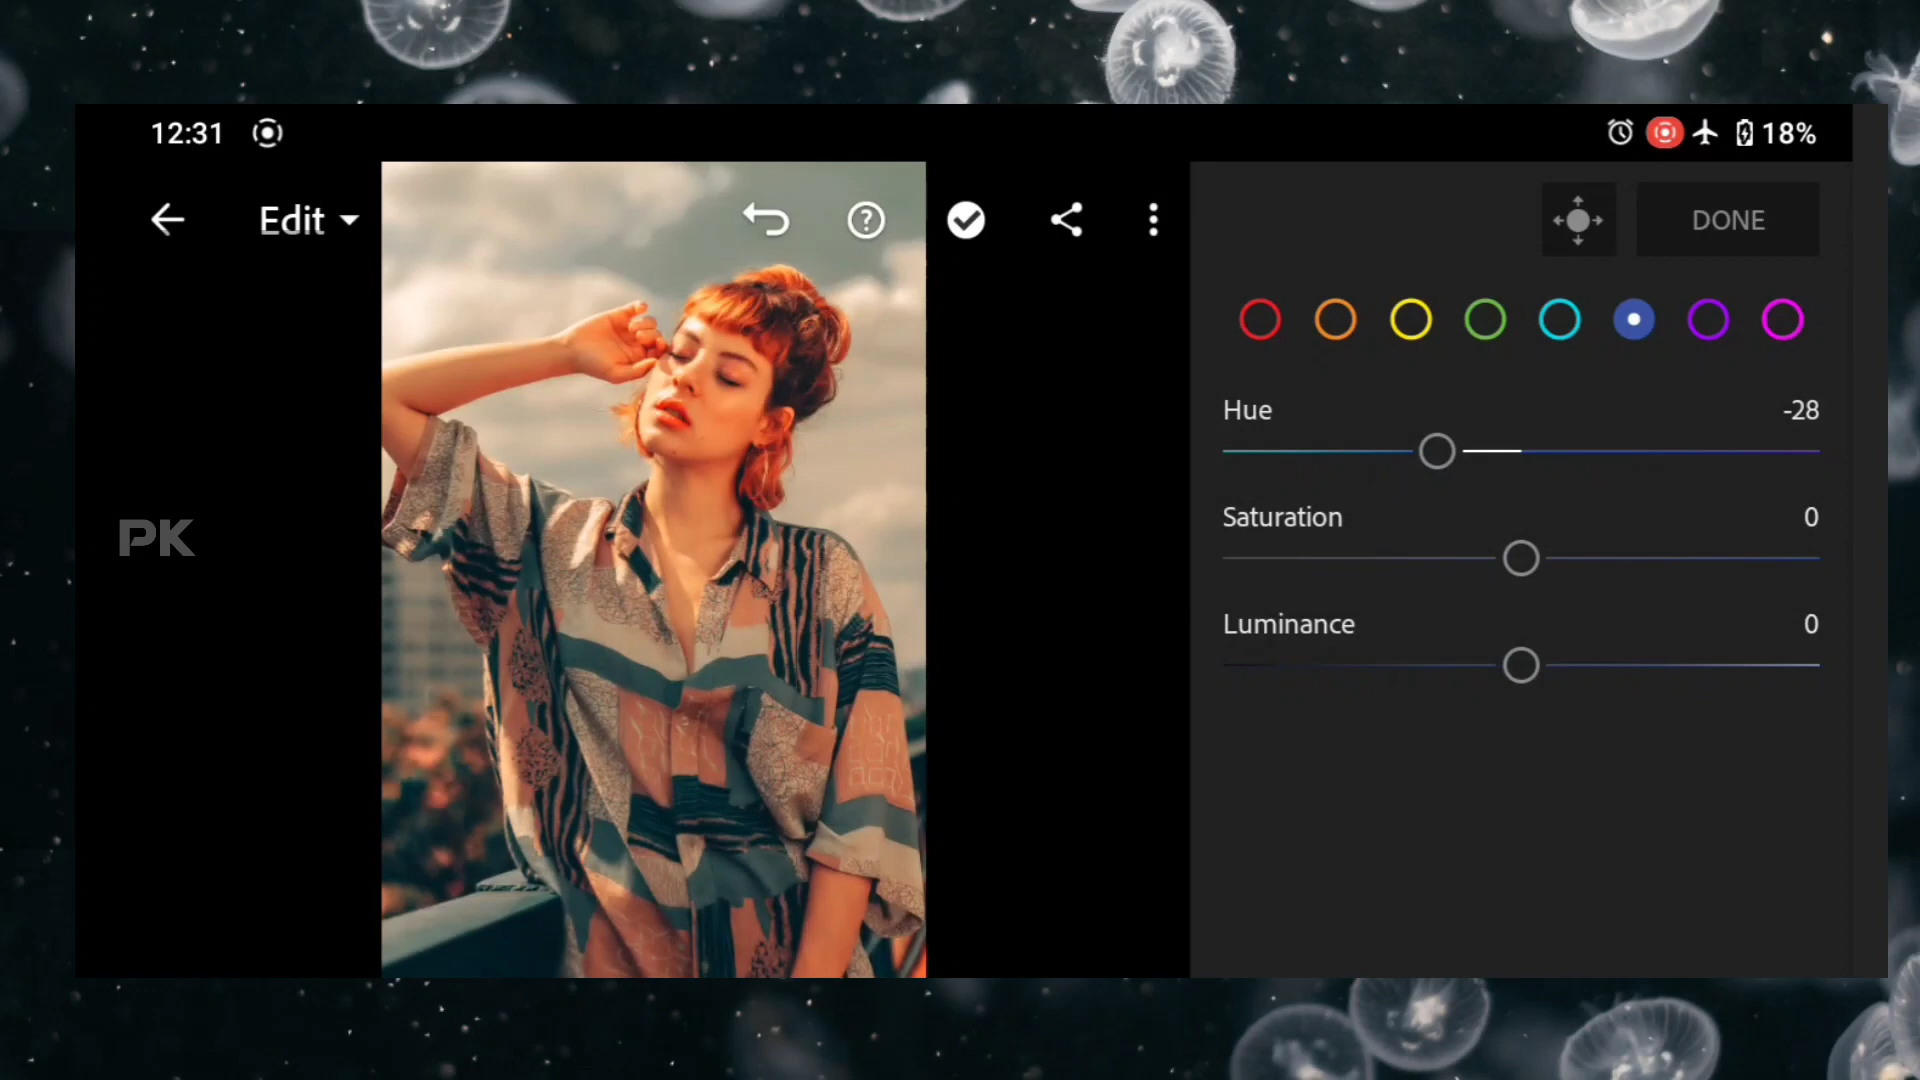 12:31
18%
Edit
DONE
Hue -28
PK
Saturation 0
Luminance 0